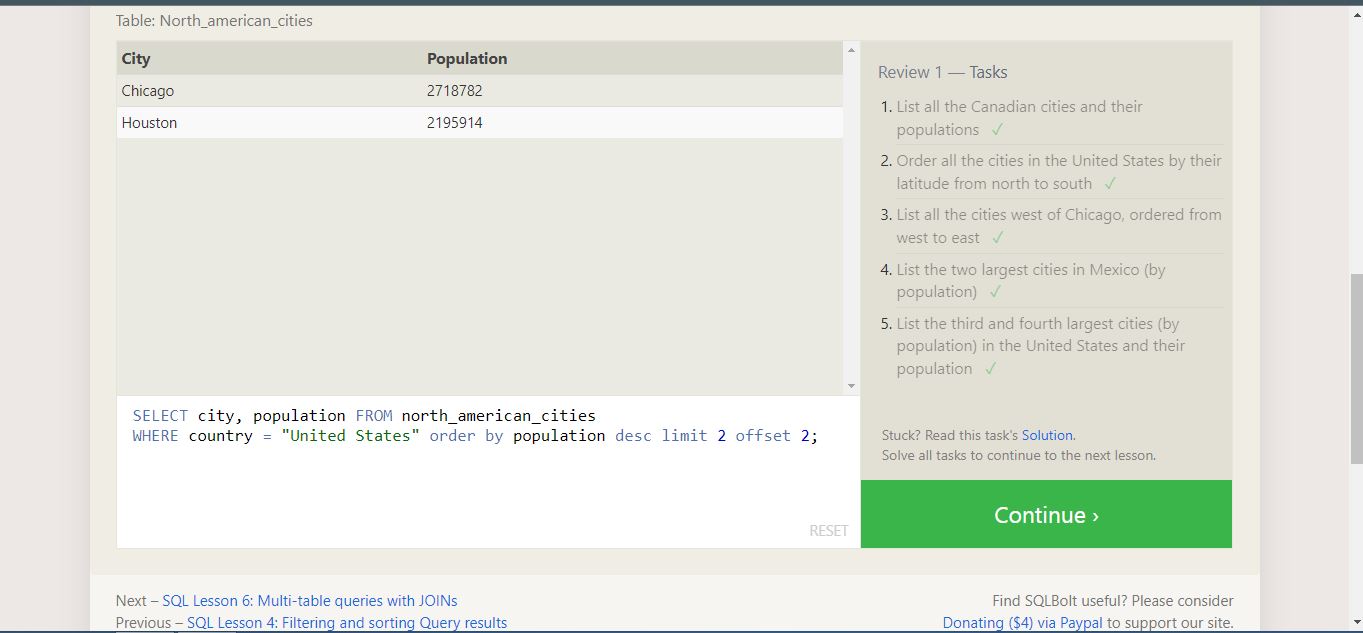 Table: North_american_cities
City Population
Chicago 2718782
Houston 2195914
SELECT city, population FROM north_american_cities
WHERE country = "United States" order by population desc limit 2 offset 2;
RESET
Review 1 — Tasks
1. List all the Canadian cities and their
populations ✓
2. Order all the cities in the United States by their
latitude from north to south ✓
3. List all the cities west of Chicago, ordered from
west to east ✓
4. List the two largest cities in Mexico (by
population) ✓
5. List the third and fourth largest cities (by
population) in the United States and their
population ✓
Stuck? Read this task's Solution.
Solve all tasks to continue to the next lesson.
Continue ›
Next – SQL Lesson 6: Multi-table queries with JOINs
Previous – SQL Lesson 4: Filtering and sorting Query results
Find SQLBolt useful? Please consider
Donating ($4) via Paypal to support our site.